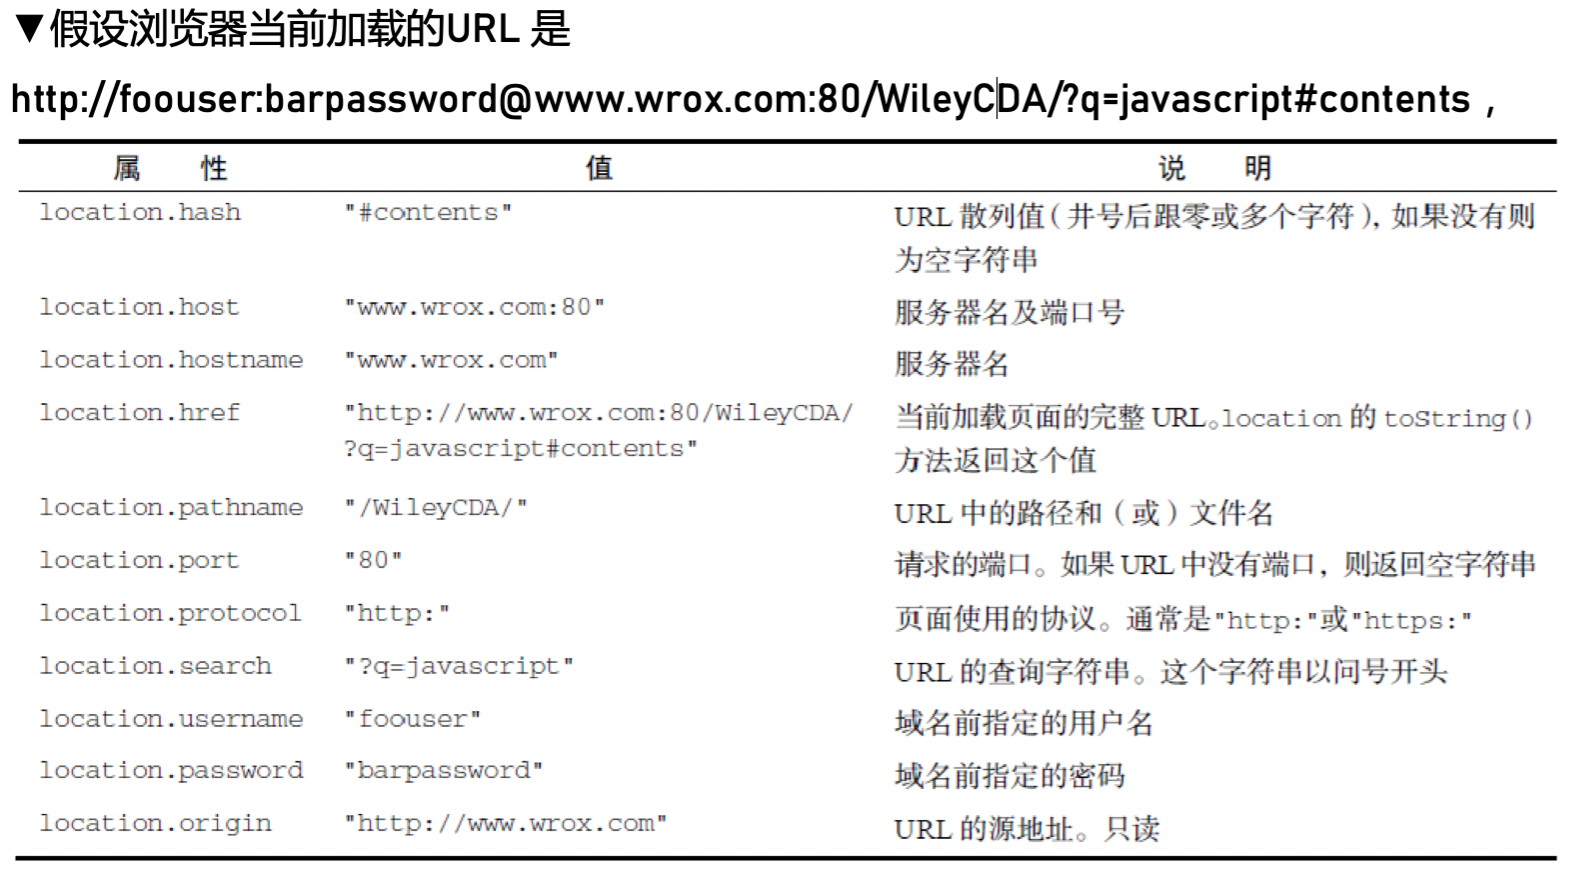 ▼假设浏览器当前加载的URL 是
http://foouser:barpassword@www.wrox.com:80/WileyCDA/?q=javascript#contents，
属 性 值 说 明
location.hash "#contents" URL 散列值（井号后跟零或多个字符），如果没有则
为空字符串
location.host "www.wrox.com:80" 服务器名及端口号
location.hostname "www.wrox.com" 服务器名
location.href "http://www.wrox.com:80/WileyCDA/ 当前加载页面的完整 URL。location 的 toString()
?q=javascript#contents" 方法返回这个值
location.pathname "/WileyCDA/" URL 中的路径和（或）文件名
location.port "80" 请求的端口。如果 URL 中没有端口，则返回空字符串
location.protocol "http:" 页面使用的协议。通常是"http:"或"https:"
location.search "?q=javascript" URL 的查询字符串。这个字符串以问号开头
location.username "foouser" 域名前指定的用户名
location.password "barpassword" 域名前指定的密码
location.origin "http://www.wrox.com" URL 的源地址。只读